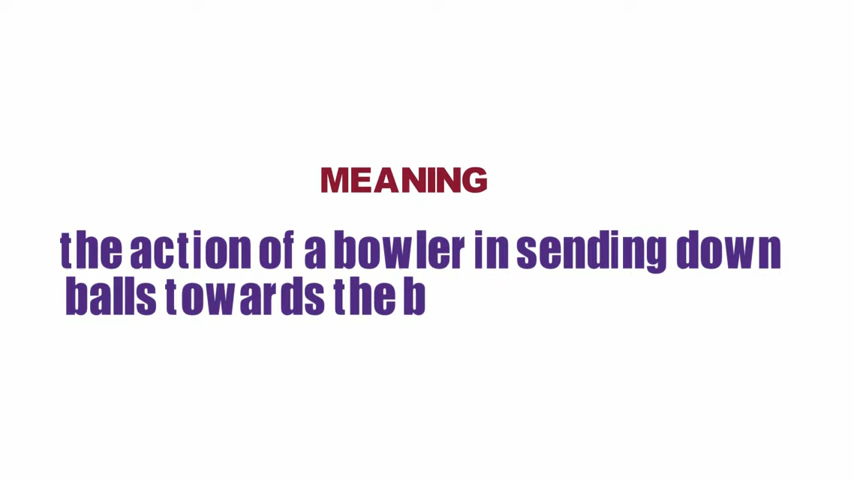 MEANING
the action of a bowler in sending down
balls towards the b